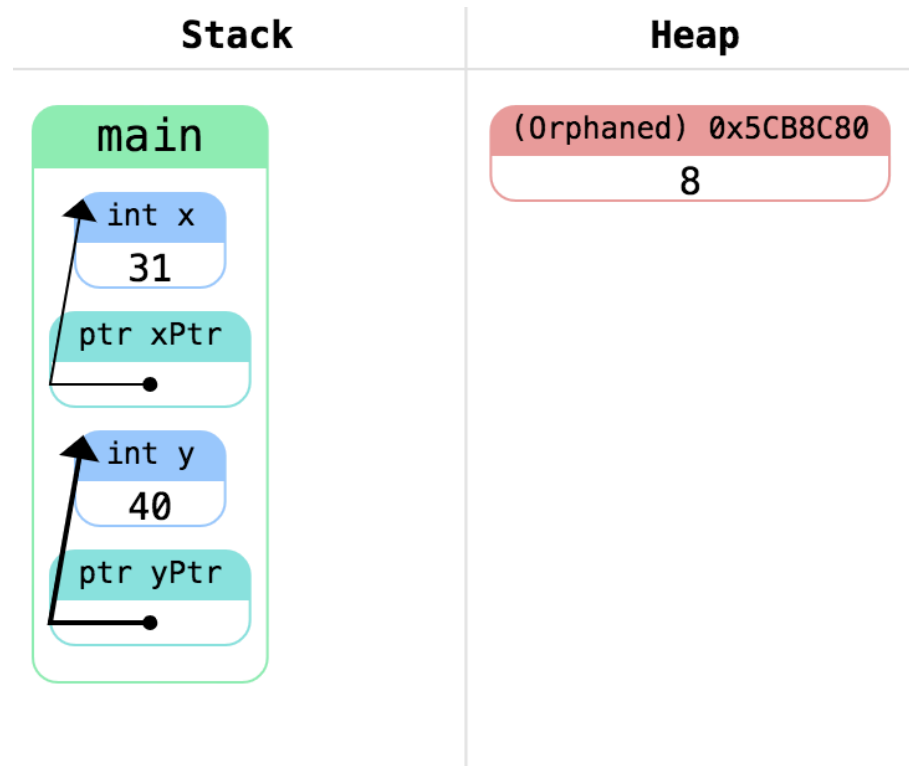 Stack
Heap
main
int x
31
ptr xPtr
int y
40
ptr yPtr
(Orphaned) 0x5CB8C80
8